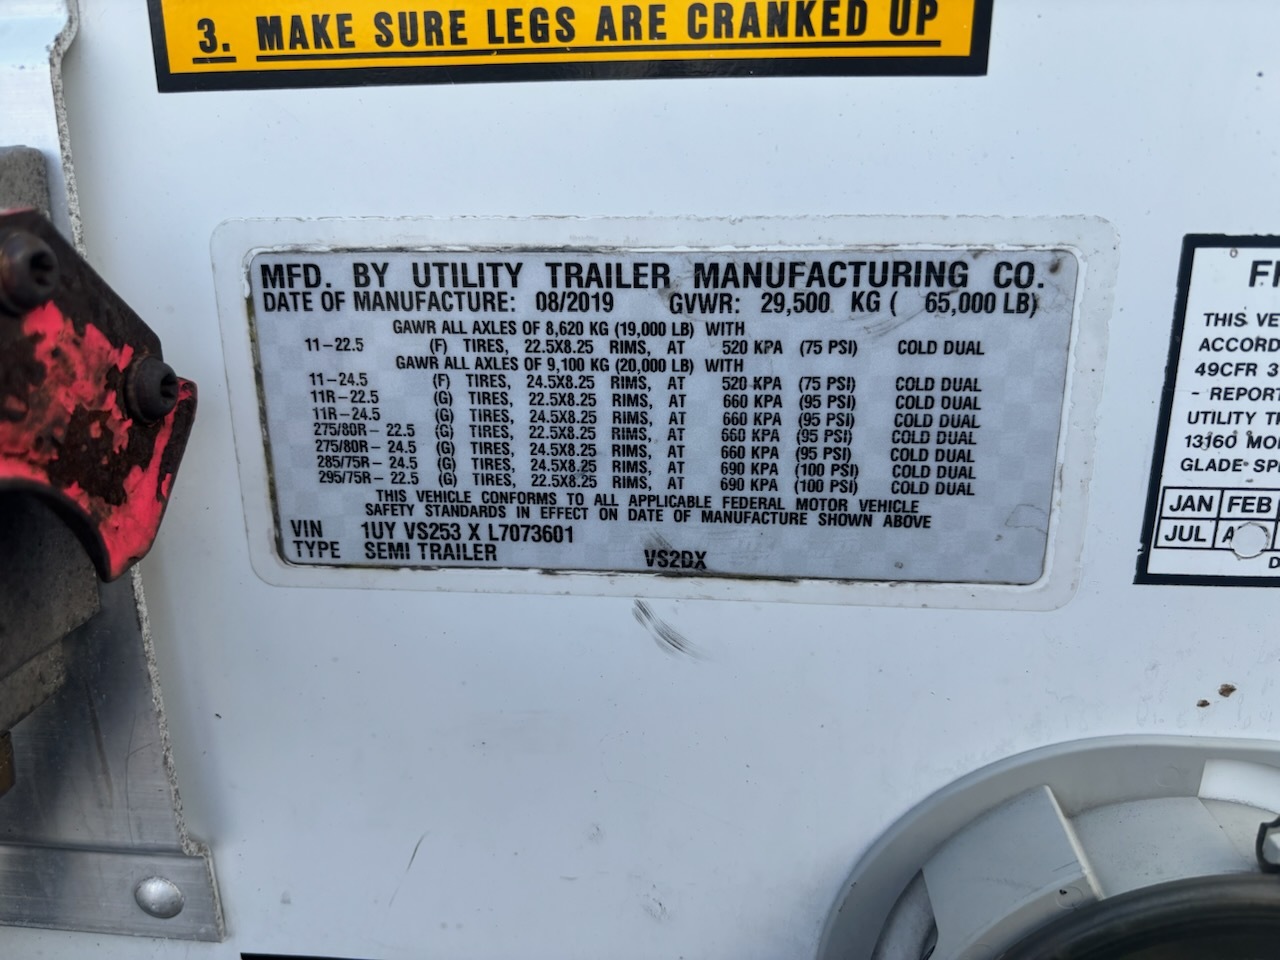 3. MAKE SURE LEGS ARE CRANKED UP
MFD. BY UTILITY TRAILER MANUFACTURING CO.
DATE OF MANUFACTURE: 08/2019 GVWR: 29,500 KG ( 65,000 LB)
GAWR ALL AXLES OF 8,620 KG (19,000 LB) WITH
11-22.5 (F) TIRES, 22.5X8.25 RIMS, AT 520 KPA (75 PSI) COLD DUAL
GAWR ALL AXLES OF 9,100 KG (20,000 LB) WITH
11-24.5 (F) TIRES, 24.5X8.25 RIMS, AT 520 KPA (75 PSI) COLD DUAL
11R-22.5 (G) TIRES, 22.5X8.25 RIMS, AT 660 KPA (95 PSI) COLD DUAL
11R-24.5 (G) TIRES, 24.5X8.25 RIMS, AT 660 KPA (95 PSI) COLD DUAL
275/80R- 22.5 (G) TIRES, 22.5X8.25 RIMS, AT 660 KPA (95 PSI) COLD DUAL
275/80R- 24.5 (G) TIRES, 24.5X8.25 RIMS, AT 660 KPA (95 PSI) COLD DUAL
285/75R- 24.5 (G) TIRES, 24.5X8.25 RIMS, AT 690 KPA (100 PSI) COLD DUAL
295/75R- 22.5 (G) TIRES, 22.5X8.25 RIMS, AT 690 KPA (100 PSI) COLD DUAL
THIS VEHICLE CONFORMS TO ALL APPLICABLE FEDERAL MOTOR VEHICLE
SAFETY STANDARDS IN EFFECT ON DATE OF MANUFACTURE SHOWN ABOVE
VIN 1UY VS253 X L7073601
TYPE SEMI TRAILER VS2DX
THIS VE
ACCORD
49CFR 3
- REPORT
UTILITY TR
13160 MO
GLADE SP
JAN FEB
JUL